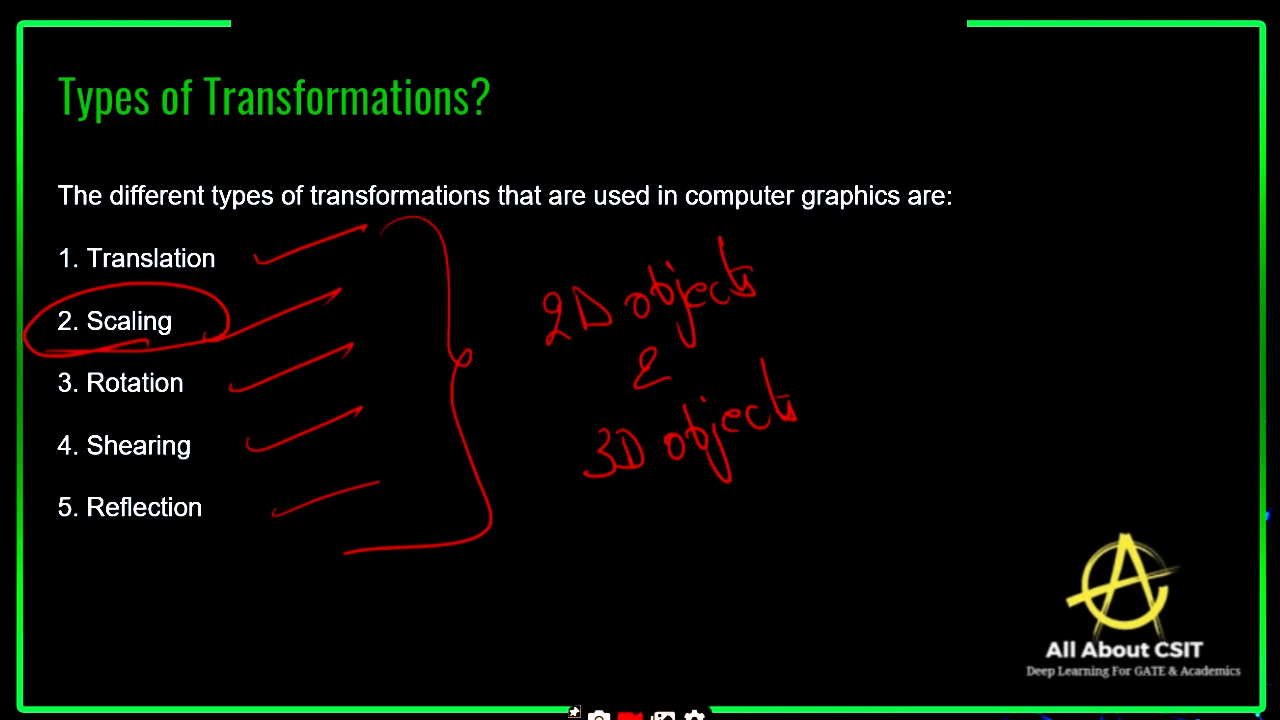 Types of Transformations?
The different types of transformations that are used in computer graphics are:
1. Translation
2. Scaling
3. Rotation
4. Shearing
5. Reflection
2D objects
&
3D objects
All About CSIT
Deep Learning For GATE & Academics